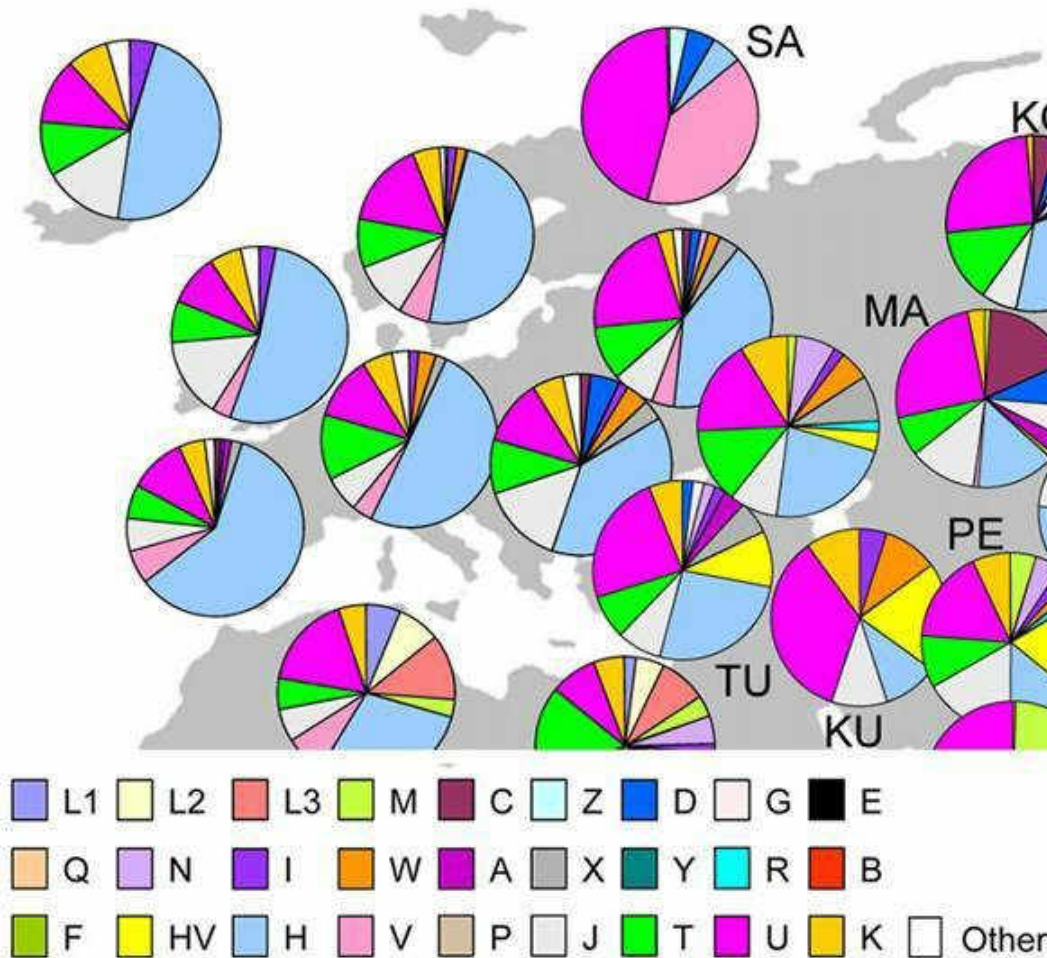 SA
KO
MA
PE
TU
KU
L1 L2 L3 M C Z D G E
Q N I W A X Y R B
F HV H V P J T U K Other